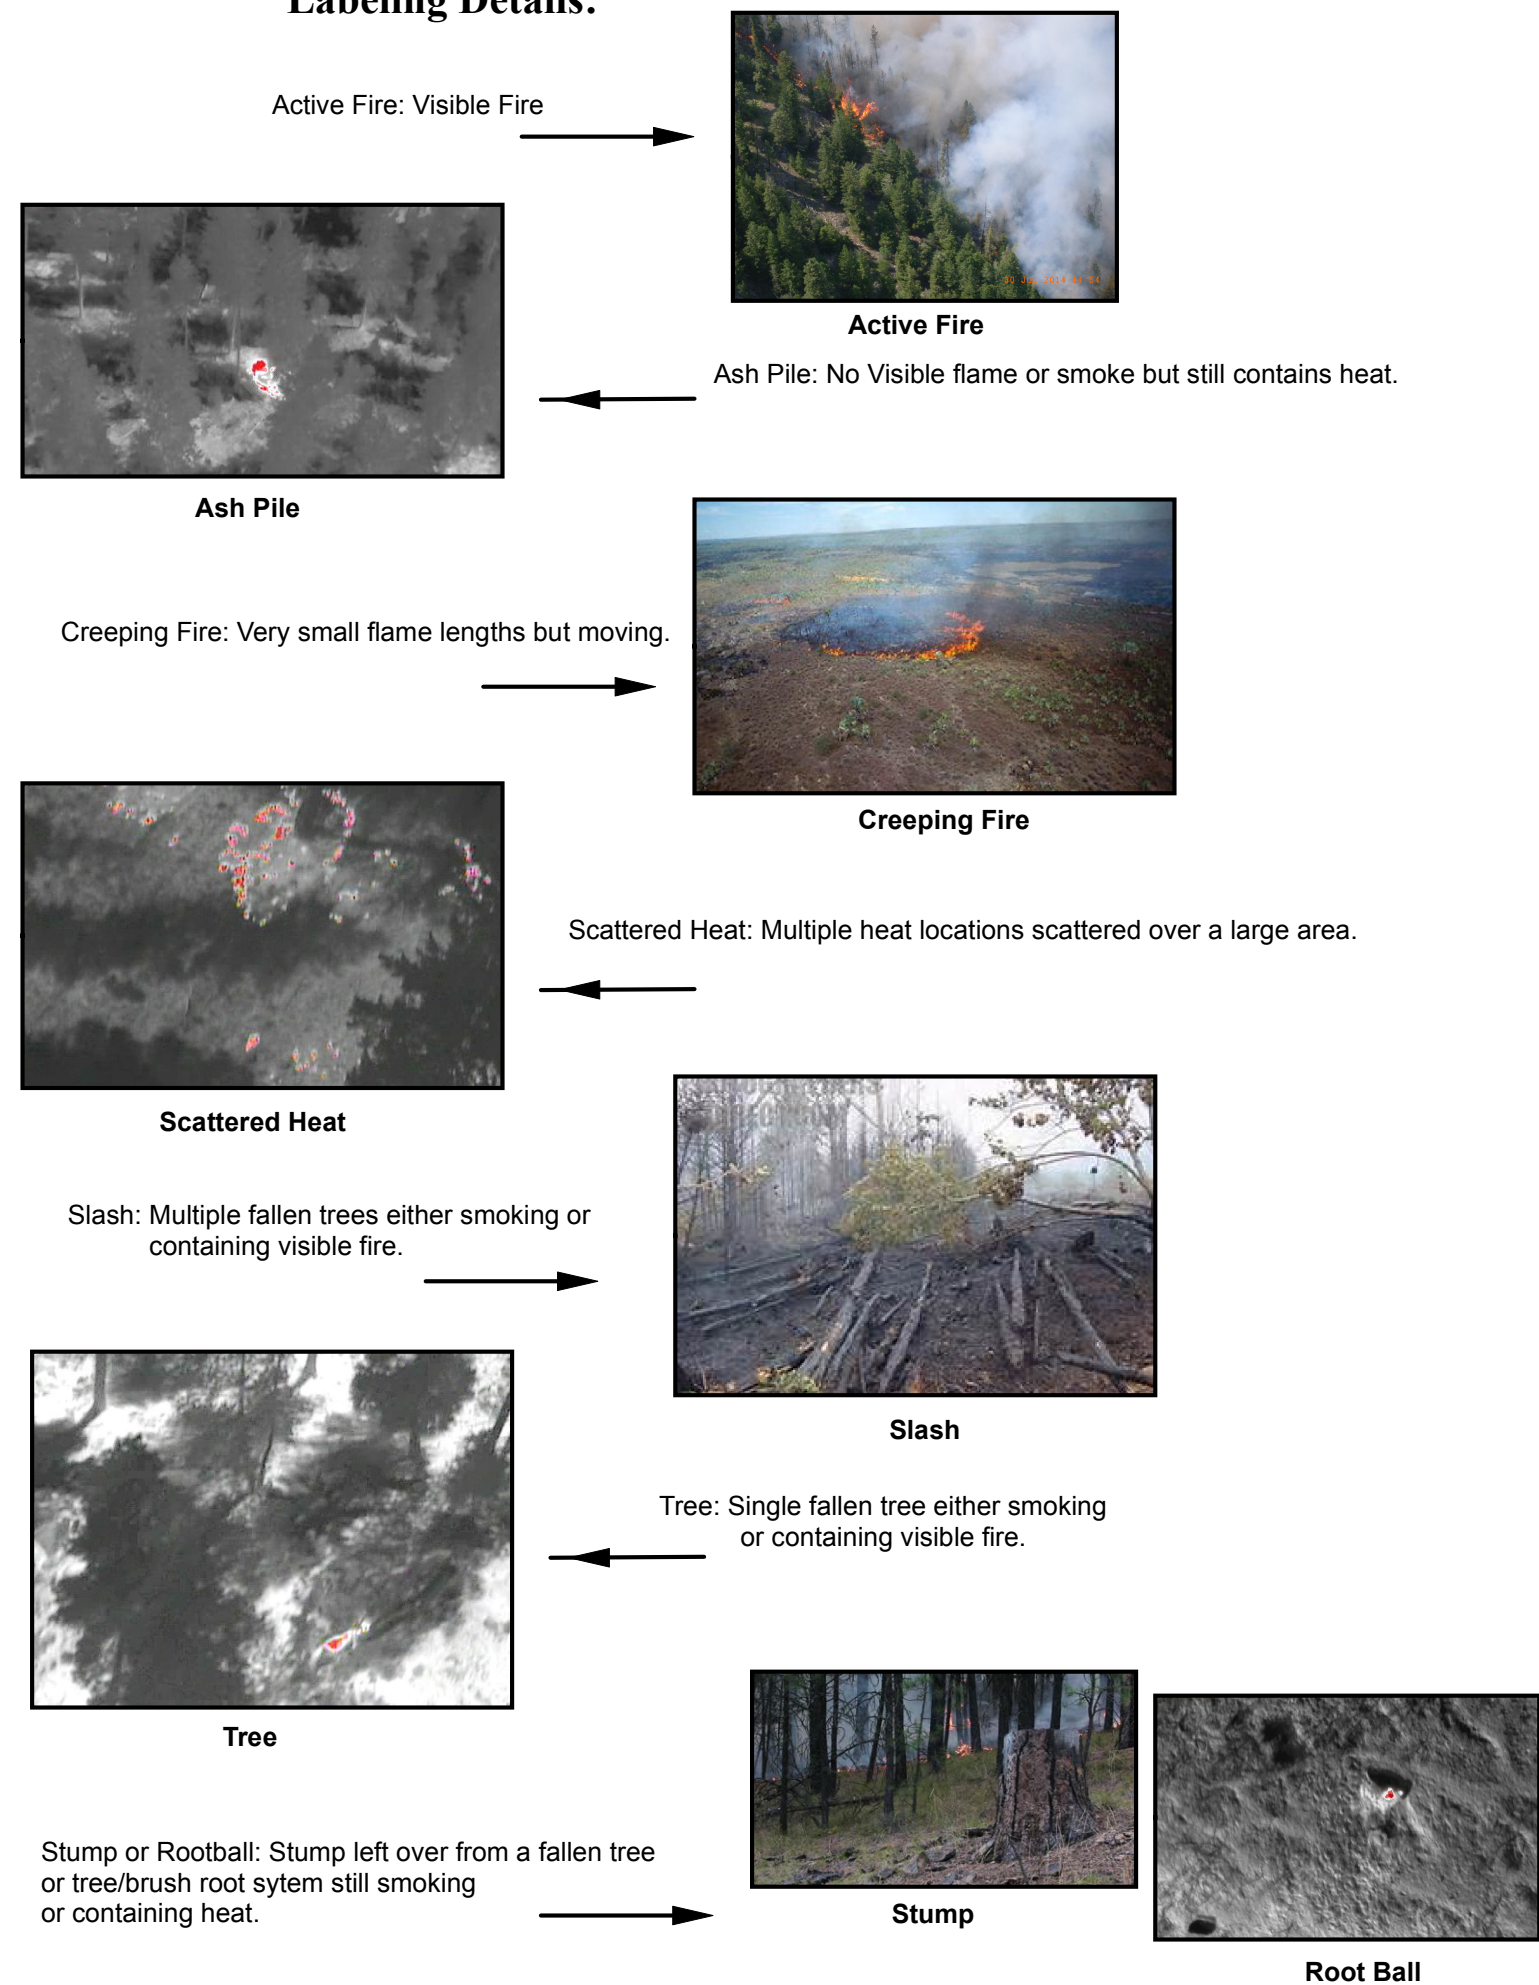 Labeling Details:
Active Fire: Visible Fire
Active Fire
Ash Pile: No Visible flame or smoke but still contains heat.
Ash Pile
Creeping Fire: Very small flame lengths but moving.
Creeping Fire
Scattered Heat: Multiple heat locations scattered over a large area.
Scattered Heat
Slash: Multiple fallen trees either smoking or
containing visible fire.
Slash
Tree: Single fallen tree either smoking
or containing visible fire.
Tree
Stump or Rootball: Stump left over from a fallen tree
or tree/brush root sytem still smoking
or containing heat.
Stump
Root Ball